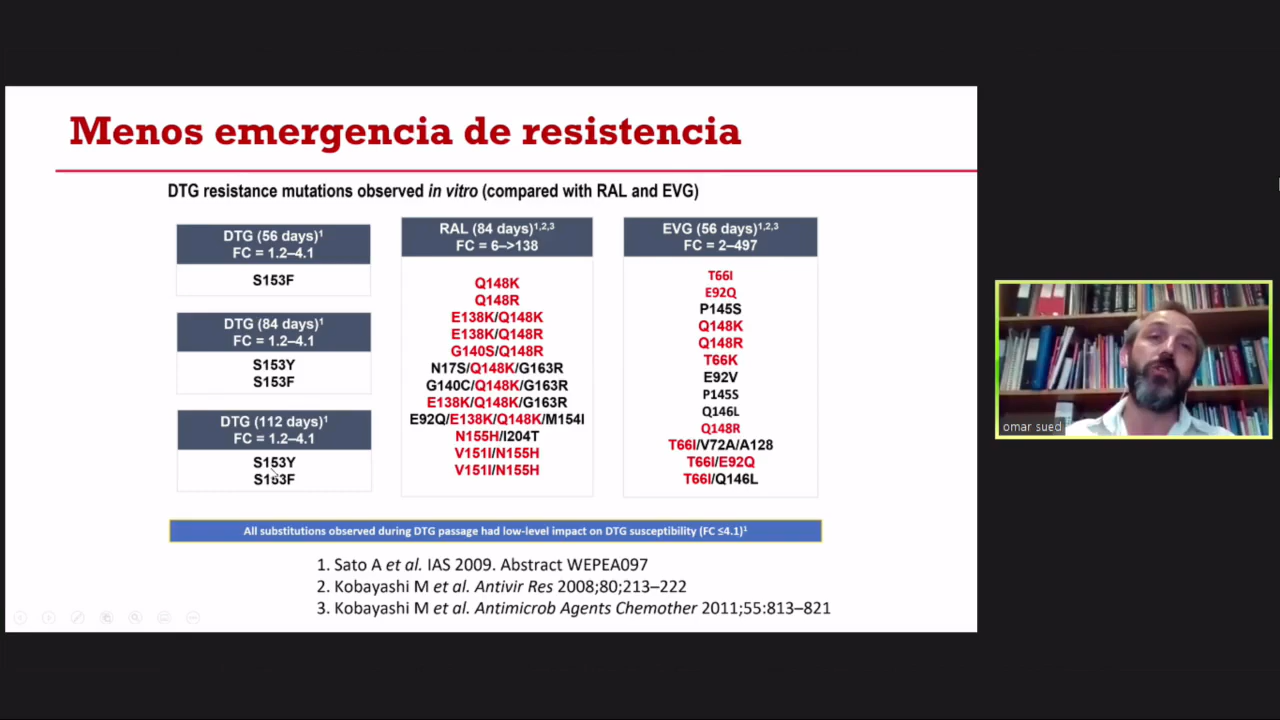 Menos emergencia de resistencia
DTG resistance mutations observed in vitro (compared with RAL and EVG)
DTG (56 days)¹
FC = 1.2–4.1
S153F
DTG (84 days)¹
FC = 1.2–4.1
S153Y
S153F
DTG (112 days)¹
FC = 1.2–4.1
S153Y
S153F
RAL (84 days)¹,²,³
FC = 6–>138
Q148K
Q148R
E138K/Q148K
E138K/Q148R
G140S/Q148R
N17S/Q148K/G163R
G140C/Q148K/G163R
E138K/Q148K/G163R
E92Q/E138K/Q148K/M154I
N155H/I204T
V151I/N155H
V151I/N155H
EVG (56 days)¹,²,³
FC = 2–497
T66I
E92Q
P145S
Q148K
Q148R
T66K
E92V
P145S
Q146L
Q148R
T66I/V72A/A128
T66I/E92Q
T66I/Q146L
All substitutions observed during DTG passage had low-level impact on DTG susceptibility (FC ≤4.1)¹
1. Sato A et al. IAS 2009. Abstract WEPEA097
2. Kobayashi M et al. Antivir Res 2008;80;213–222
3. Kobayashi M et al. Antimicrob Agents Chemother 2011;55:813–821
omar sued